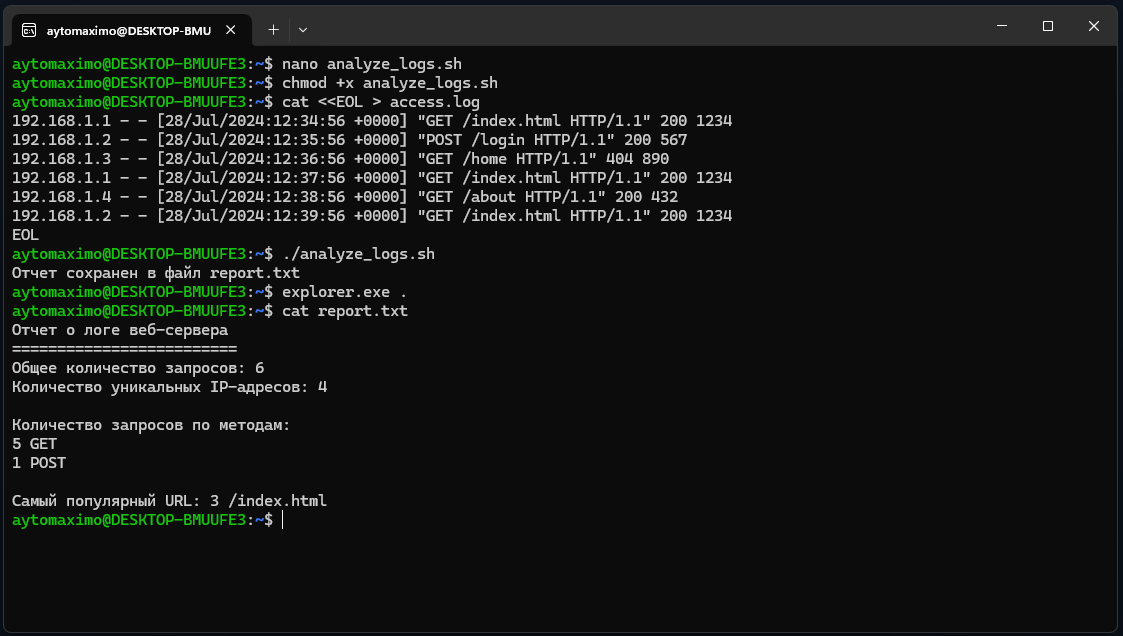 aytomaximo@DESKTOP-BMU
aytomaximo@DESKTOP-BMUUFE3:~$ nano analyze_logs.sh
aytomaximo@DESKTOP-BMUUFE3:~$ chmod +x analyze_logs.sh
aytomaximo@DESKTOP-BMUUFE3:~$ cat <<EOL > access.log
192.168.1.1 - - [28/Jul/2024:12:34:56 +0000] "GET /index.html HTTP/1.1" 200 1234
192.168.1.2 - - [28/Jul/2024:12:35:56 +0000] "POST /login HTTP/1.1" 200 567
192.168.1.3 - - [28/Jul/2024:12:36:56 +0000] "GET /home HTTP/1.1" 404 890
192.168.1.1 - - [28/Jul/2024:12:37:56 +0000] "GET /index.html HTTP/1.1" 200 1234
192.168.1.4 - - [28/Jul/2024:12:38:56 +0000] "GET /about HTTP/1.1" 200 432
192.168.1.2 - - [28/Jul/2024:12:39:56 +0000] "GET /index.html HTTP/1.1" 200 1234
EOL
aytomaximo@DESKTOP-BMUUFE3:~$ ./analyze_logs.sh
Отчет сохранен в файл report.txt
aytomaximo@DESKTOP-BMUUFE3:~$ explorer.exe .
aytomaximo@DESKTOP-BMUUFE3:~$ cat report.txt
Отчет о логе веб-сервера
=========================
Общее количество запросов: 6
Количество уникальных IP-адресов: 4
Количество запросов по методам:
5 GET
1 POST
Самый популярный URL: 3 /index.html
aytomaximo@DESKTOP-BMUUFE3:~$